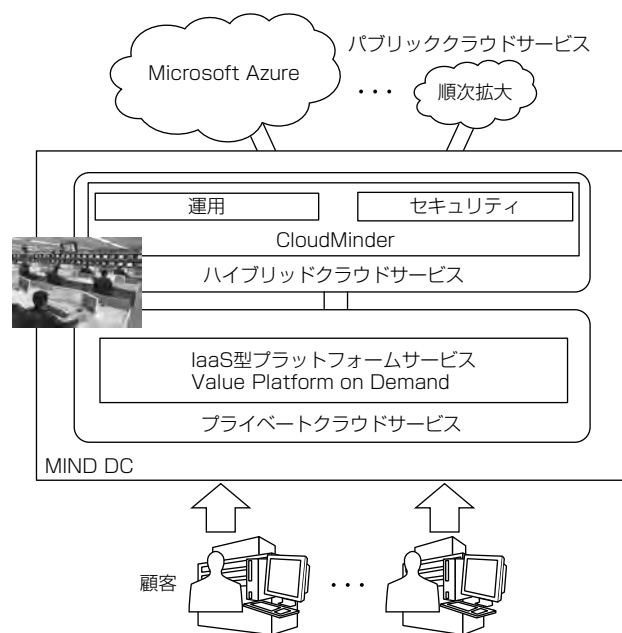 パブリッククラウドサービス
Microsoft Azure
・・・
順次拡大
運用
セキュリティ
CloudMinder
ハイブリッドクラウドサービス
IaaS型プラットフォームサービス
Value Platform on Demand
プライベートクラウドサービス
MIND DC
顧客
・・・